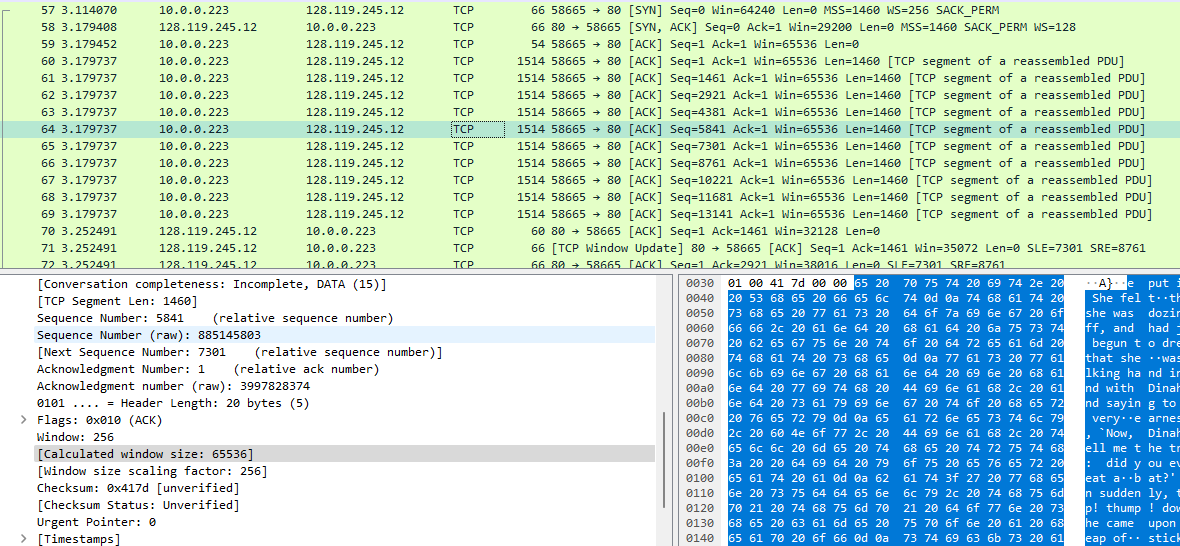 57 3.114070 10.0.0.223 128.119.245.12 TCP 66 58665 → 80 [SYN] Seq=0 Win=64240 Len=0 MSS=1460 WS=256 SACK_PERM
58 3.179408 128.119.245.12 10.0.0.223 TCP 66 80 → 58665 [SYN, ACK] Seq=0 Ack=1 Win=29200 Len=0 MSS=1460 SACK_PERM WS=128
59 3.179452 10.0.0.223 128.119.245.12 TCP 54 58665 → 80 [ACK] Seq=1 Ack=1 Win=65536 Len=0
60 3.179737 10.0.0.223 128.119.245.12 TCP 1514 58665 → 80 [ACK] Seq=1 Ack=1 Win=65536 Len=1460 [TCP segment of a reassembled PDU]
61 3.179737 10.0.0.223 128.119.245.12 TCP 1514 58665 → 80 [ACK] Seq=1461 Ack=1 Win=65536 Len=1460 [TCP segment of a reassembled PDU]
62 3.179737 10.0.0.223 128.119.245.12 TCP 1514 58665 → 80 [ACK] Seq=2921 Ack=1 Win=65536 Len=1460 [TCP segment of a reassembled PDU]
63 3.179737 10.0.0.223 128.119.245.12 TCP 1514 58665 → 80 [ACK] Seq=4381 Ack=1 Win=65536 Len=1460 [TCP segment of a reassembled PDU]
64 3.179737 10.0.0.223 128.119.245.12 TCP 1514 58665 → 80 [ACK] Seq=5841 Ack=1 Win=65536 Len=1460 [TCP segment of a reassembled PDU]
65 3.179737 10.0.0.223 128.119.245.12 TCP 1514 58665 → 80 [ACK] Seq=7301 Ack=1 Win=65536 Len=1460 [TCP segment of a reassembled PDU]
66 3.179737 10.0.0.223 128.119.245.12 TCP 1514 58665 → 80 [ACK] Seq=8761 Ack=1 Win=65536 Len=1460 [TCP segment of a reassembled PDU]
67 3.179737 10.0.0.223 128.119.245.12 TCP 1514 58665 → 80 [ACK] Seq=10221 Ack=1 Win=65536 Len=1460 [TCP segment of a reassembled PDU]
68 3.179737 10.0.0.223 128.119.245.12 TCP 1514 58665 → 80 [ACK] Seq=11681 Ack=1 Win=65536 Len=1460 [TCP segment of a reassembled PDU]
69 3.179737 10.0.0.223 128.119.245.12 TCP 1514 58665 → 80 [ACK] Seq=13141 Ack=1 Win=65536 Len=1460 [TCP segment of a reassembled PDU]
70 3.252491 128.119.245.12 10.0.0.223 TCP 60 80 → 58665 [ACK] Seq=1 Ack=1461 Win=32128 Len=0
71 3.252491 128.119.245.12 10.0.0.223 TCP 66 [TCP Window Update] 80 → 58665 [ACK] Seq=1 Ack=1461 Win=35072 Len=0 SLE=7301 SRE=8761
72 3.252491 128.119.245.12 10.0.0.223 TCP 66 80 → 58665 [ACK] Seq=1 Ack=2921 Win=38016 Len=0 SLE=7301 SRE=8761
[Conversation completeness: Incomplete, DATA (15)]
[TCP Segment Len: 1460]
Sequence Number: 5841 (relative sequence number)
Sequence Number (raw): 885145803
[Next Sequence Number: 7301 (relative sequence number)]
Acknowledgment Number: 1 (relative ack number)
Acknowledgment number (raw): 3997828374
0101 .... = Header Length: 20 bytes (5)
Flags: 0x010 (ACK)
Window: 256
[Calculated window size: 65536]
[Window size scaling factor: 256]
Checksum: 0x417d [unverified]
[Checksum Status: Unverified]
Urgent Pointer: 0
[Timestamps]
0030 01 00 41 7d 00 00 65 20 70 75 74 20 69 74 2e 20 ··A}··e put i
0040 20 53 68 65 20 66 65 6c 74 0d 0a 74 68 61 74 20 She fel t··th
0050 73 68 65 20 77 61 73 20 64 6f 7a 69 6e 67 20 6f she was dozin
0060 66 66 2c 20 61 6e 64 20 68 61 64 20 6a 75 73 74 ff, and had j
0070 20 62 65 67 75 6e 20 74 6f 20 64 72 65 61 6d 20 begun t o dre
0080 74 68 61 74 20 73 68 65 0d 0a 77 61 73 20 77 61 that she ··was
0090 6c 6b 69 6e 67 20 68 61 6e 64 20 69 6e 20 68 61 lking ha nd in
00a0 6e 64 20 77 69 74 68 20 44 69 6e 61 68 2c 20 61 nd with Dinah
00b0 6e 64 20 73 61 79 69 6e 67 20 74 6f 20 68 65 72 nd sayin g to
00c0 20 76 65 72 79 0d 0a 65 61 72 6e 65 73 74 6c 79 very··e arnes
00d0 2c 20 60 4e 6f 77 2c 20 44 69 6e 61 68 2c 20 74 , `Now, Dinah
00e0 65 6c 6c 20 6d 65 20 74 68 65 20 74 72 75 74 68 ell me t he tr
00f0 3a 20 20 64 69 64 20 79 6f 75 20 65 76 65 72 20 : did y ou ev
0100 65 61 74 20 61 0d 0a 62 61 74 3f 27 20 77 68 65 eat a··b at?'
0110 6e 20 73 75 64 64 65 6e 6c 79 2c 20 74 68 75 6d n sudden ly, t
0120 70 21 20 74 68 75 6d 70 21 20 64 6f 77 6e 20 73 p! thump ! dow
0130 68 65 20 63 61 6d 65 20 75 70 6f 6e 20 61 20 68 he came upon
0140 65 61 70 20 6f 66 0d 0a 73 74 69 63 6b 73 20 61 eap of·· stick